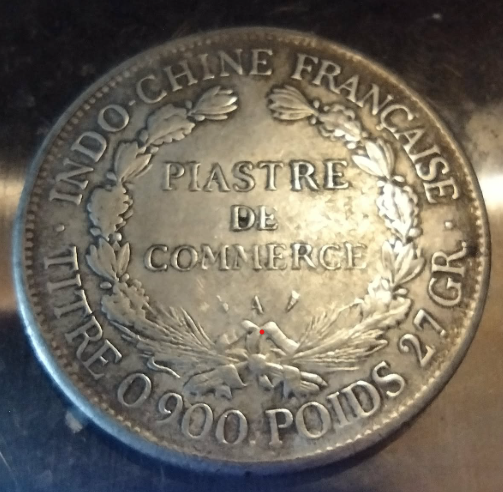 INDO-CHINE FRANÇAISE
PIASTRE
DE
COMMERCE
A
· TITRE 0,900. POIDS 27 GR. ·